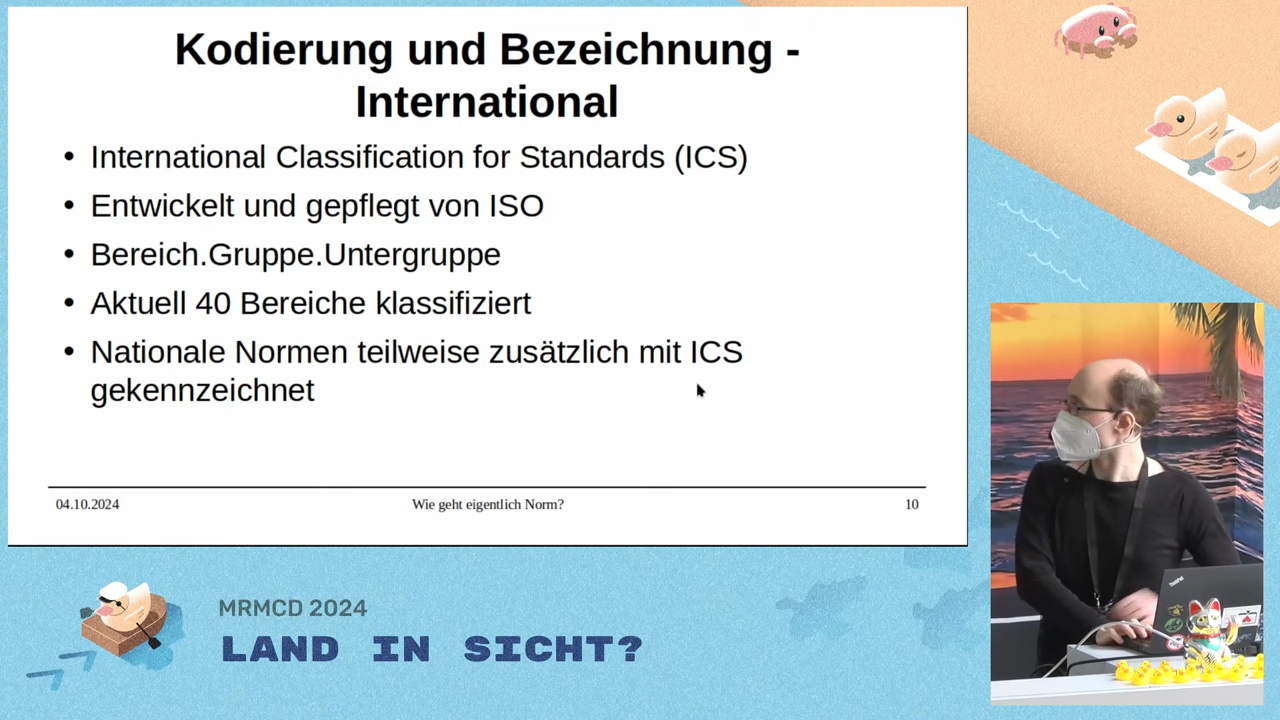 Kodierung und Bezeichnung -
International
• International Classification for Standards (ICS)
• Entwickelt und gepflegt von ISO
• Bereich.Gruppe.Untergruppe
• Aktuell 40 Bereiche klassifiziert
• Nationale Normen teilweise zusätzlich mit ICS
gekennzeichnet
04.10.2024 Wie geht eigentlich Norm? 10
MRMCD 2024
LAND IN SICHT?
ThinkPad